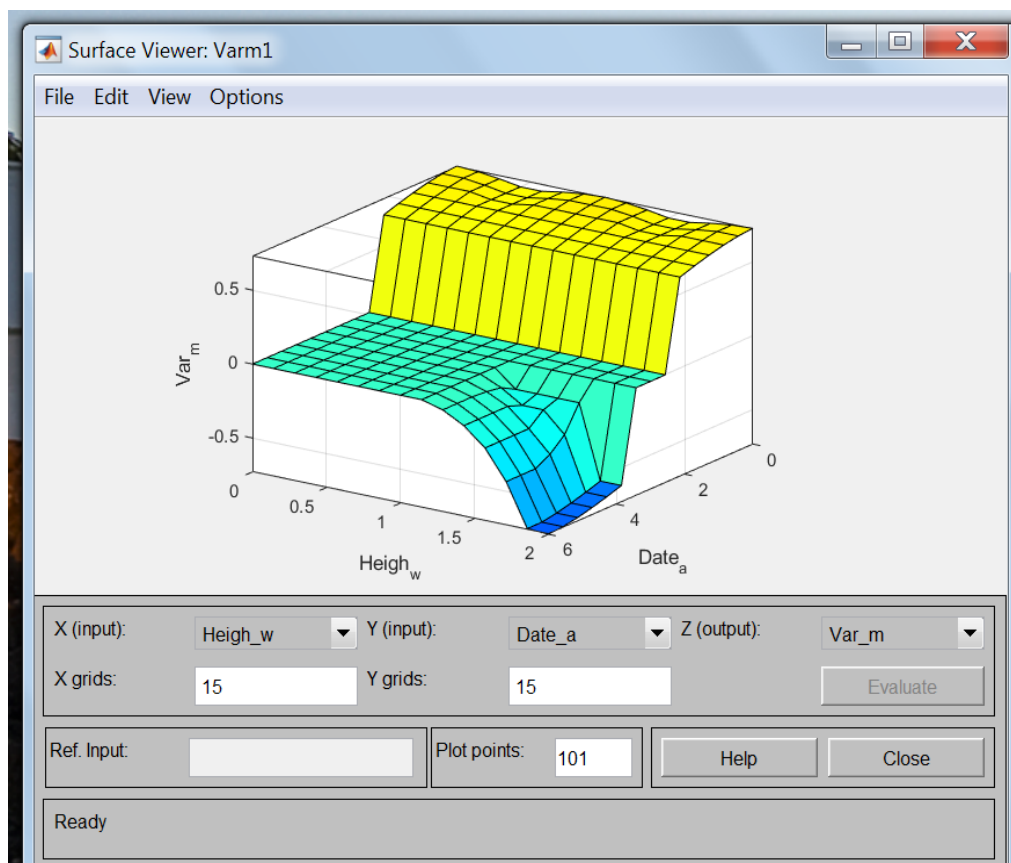 Surface Viewer: Varm1
File Edit View Options
0.5
0
-0.5
Var_m
0
0.5
1
1.5
2
Heigh_w
6
4
2
0
Date_a
X (input): Heigh_w Y (input): Date_a Z (output): Var_m
X grids: 15 Y grids: 15 Evaluate
Ref. Input: Plot points: 101 Help Close
Ready